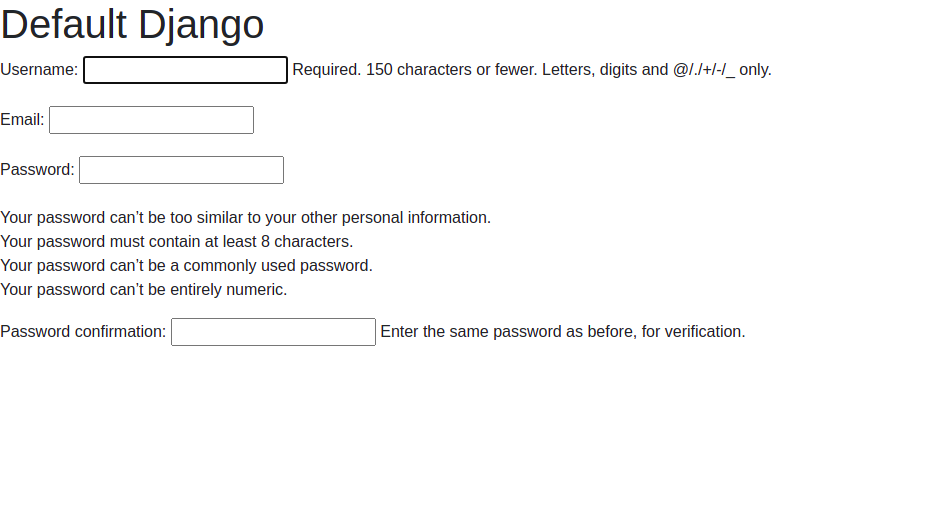 Default Django
Username: Required. 150 characters or fewer. Letters, digits and @/./+/-/_ only.
Email:
Password:
Your password can’t be too similar to your other personal information.
Your password must contain at least 8 characters.
Your password can’t be a commonly used password.
Your password can’t be entirely numeric.
Password confirmation: Enter the same password as before, for verification.